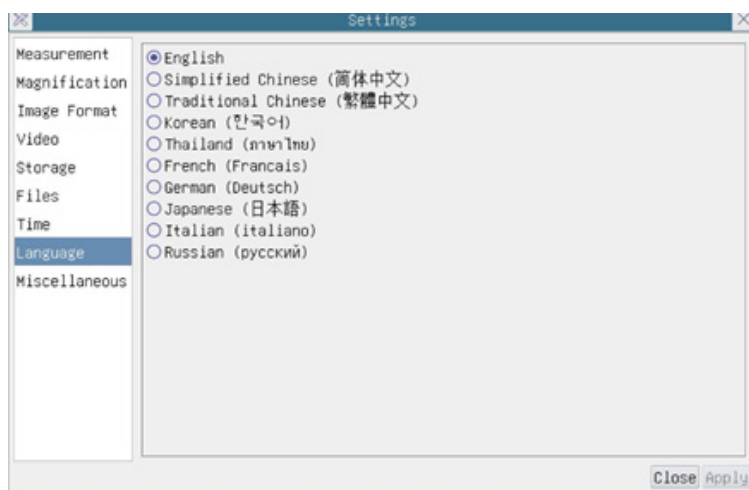 Settings
Measurement
Magnification
Image Format
Video
Storage
Files
Time
Language
Miscellaneous
English
Simplified Chinese (简体中文)
Traditional Chinese (繁體中文)
Korean (한국어)
Thailand (ภาษาไทย)
French (Francais)
German (Deutsch)
Japanese (日本語)
Italian (italiano)
Russian (русский)
Close Apply